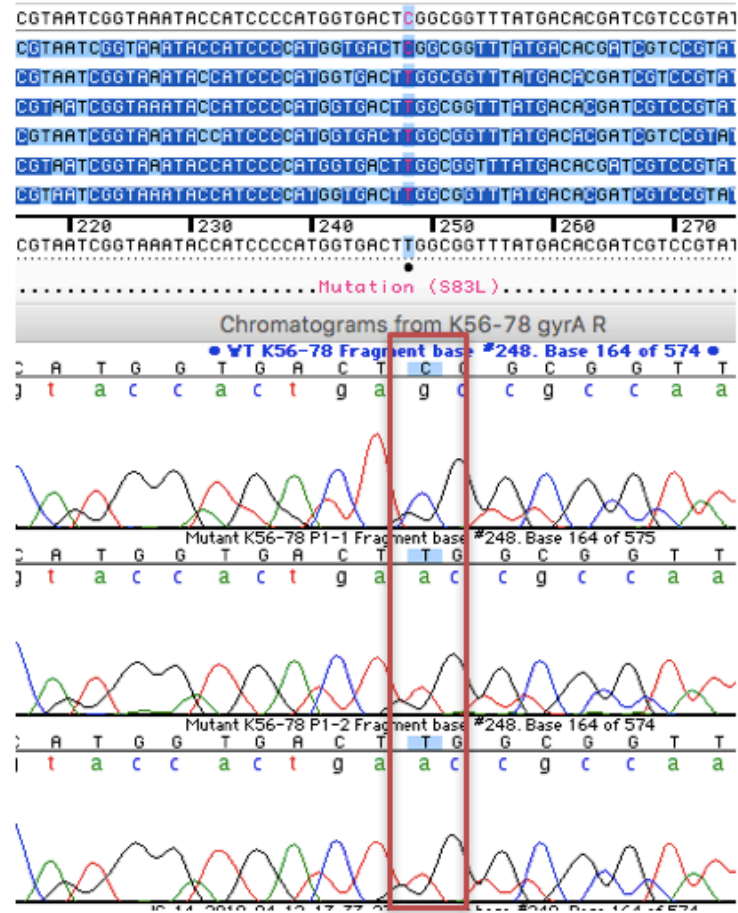 CGTAATCGGTAAATACCATCCCCATGGTGACTCGGCGGTTTATGACACGATCGTCCGTAT
CGTAATCGGTAAATACCATCCCCATGGTGACTCGGCGGTTTATGACACGATCGTCCGTAT
CGTAATCGGTAAATACCATCCCCATGGTGACTTGGCGGTTTATGACACGATCGTCCGTAT
CGTAATCGGTAAATACCATCCCCATGGTGACTTGGCGGTTTATGACACGATCGTCCGTAT
CGTAATCGGTAAATACCATCCCCATGGTGACTTGGCGGTTTATGACACGATCGTCCGTAT
CGTAATCGGTAAATACCATCCCCATGGTGACTTGGCGGTTTATGACACGATCGTCCGTAT
CGTAATCGGTAAATACCATCCCCATGGTGACTTGGCGGTTTATGACACGATCGTCCGTAT
220 230 240 250 260 270
CGTAATCGGTAAATACCATCCCCATGGTGACTTGGCGGTTTATGACACGATCGTCCGTAT
Mutation (S83L)
Chromatograms from K56-78 gyrA R
WT K56-78 Fragment base #248. Base 164 of 574
C A T G G T G A C T C G G C G G T T
g t a c c a c t g a g c c g c c a a
Mutant K56-78 P1-1 Fragment base #248. Base 164 of 575
C A T G G T G A C T T G G C G G T T
g t a c c a c t g a a c c g c c a a
Mutant K56-78 P1-2 Fragment base #248. Base 164 of 574
C A T G G T G A C T T G G C G G T T
g t a c c a c t g a a c c g c c a a